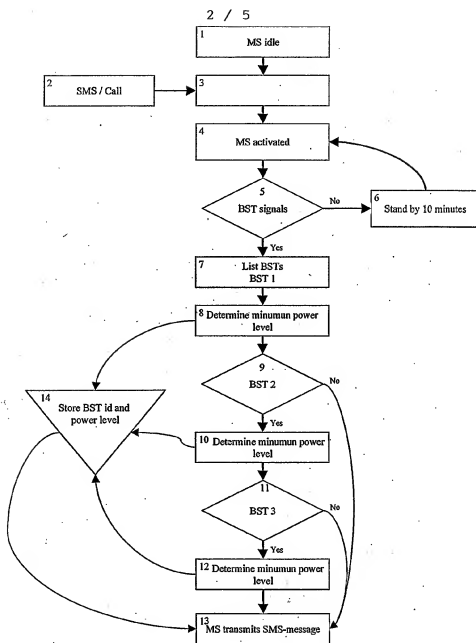 2 / 5
1
MS idle
2
SMS / Call
3
4
MS activated
5
BST signals
No
6
Stand by 10 minutes
Yes
7
List BSTs
BST 1
8
Determine minumun power
level
9
BST 2
No
14
Store BST id and
power level
Yes
10
Determine minumun power
level
11
BST 3
No
Yes
12
Determine minumun power
level
13
MS transmits SMS-message